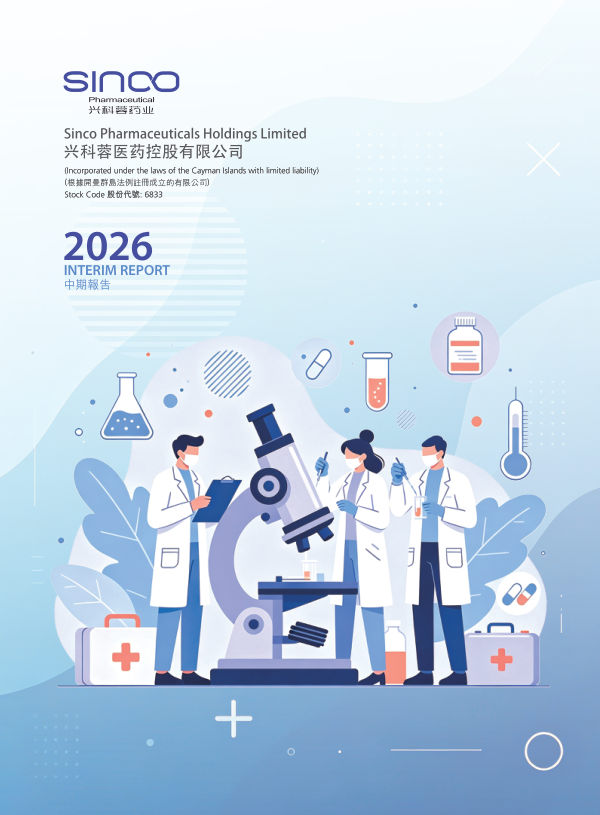 SINCO
Pharmaceutical
兴科蓉药业
Sinco Pharmaceuticals Holdings Limited
兴科蓉医药控股有限公司
(Incorporated under the laws of the Cayman Islands with limited liability)
(根據開曼群島法例註冊成立的有限公司)
Stock Code 股份代號: 6833
2026
INTERIM REPORT
中期報告